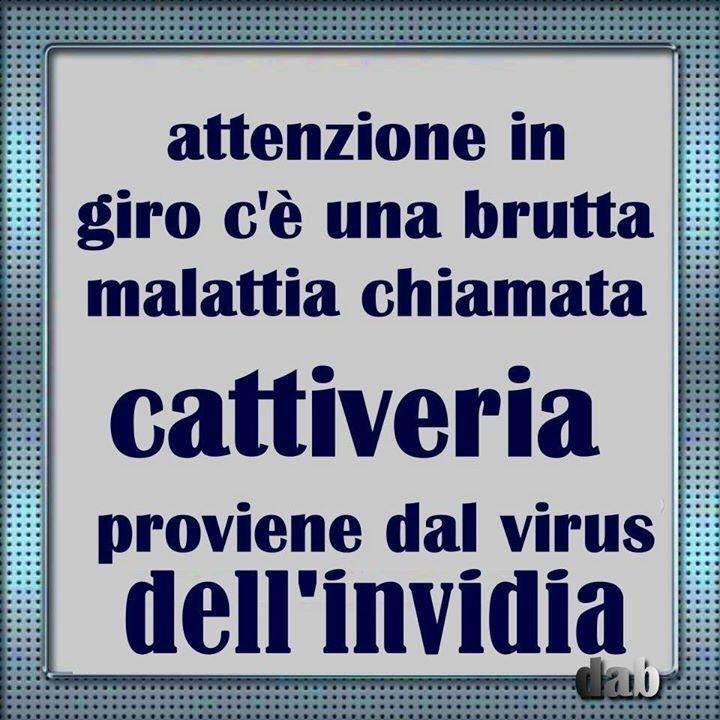 attenzione in
giro c'è una brutta
malattia chiamata
cattiveria
proviene dal virus
dell'invidia
dab